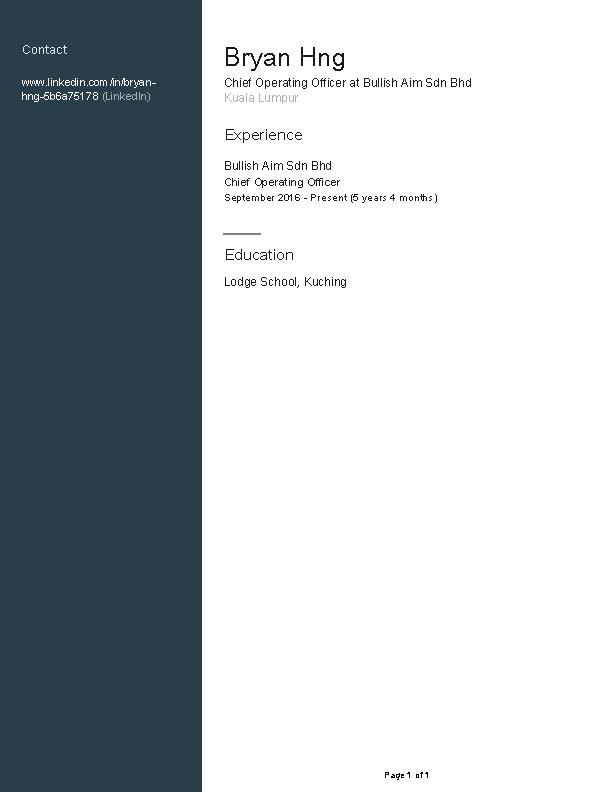 Contact
www.linkedin.com/in/bryan-
hng-5b6a75178 (LinkedIn)
Bryan Hng
Chief Operating Officer at Bullish Aim Sdn Bhd
Kuala Lumpur
Experience
Bullish Aim Sdn Bhd
Chief Operating Officer
September 2016 - Present (5 years 4 months)
Education
Lodge School, Kuching
Page 1 of 1